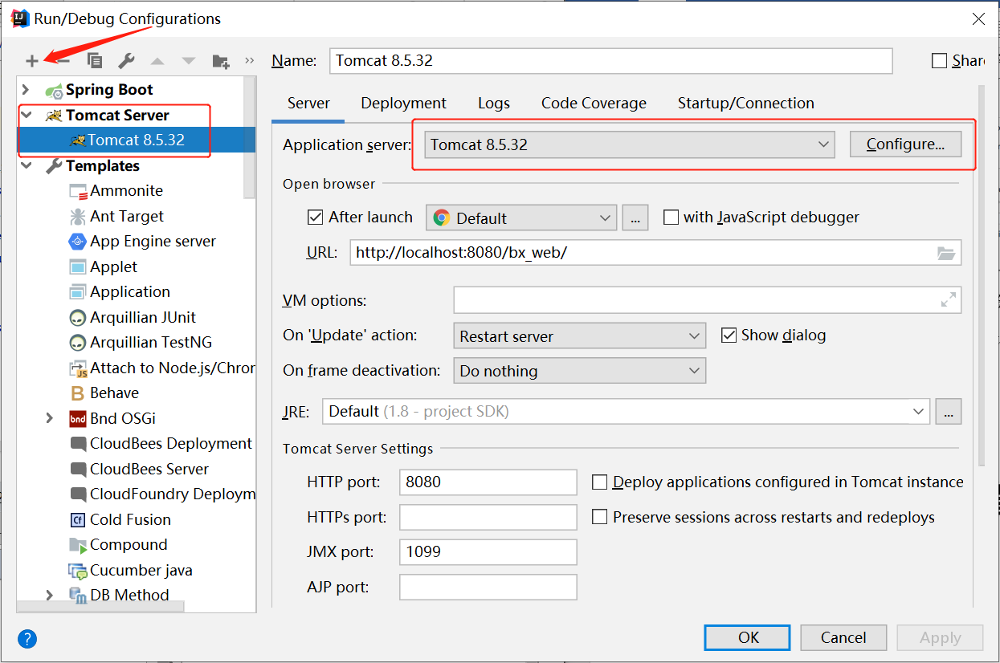 Run/Debug Configurations
Name: Tomcat 8.5.32 Share
Spring Boot
Tomcat Server
Tomcat 8.5.32
Templates
Ammonite
Ant Target
App Engine server
Applet
Application
Arquillian JUnit
Arquillian TestNG
Attach to Node.js/Chror
Behave
Bnd OSGi
CloudBees Deployment
CloudBees Server
CloudFoundry Deploym
Cold Fusion
Compound
Cucumber java
DB Method
Server Deployment Logs Code Coverage Startup/Connection
Application server: Tomcat 8.5.32 Configure...
Open browser
After launch Default ... with JavaScript debugger
URL: http://localhost:8080/bx_web/
VM options:
On 'Update' action: Restart server Show dialog
On frame deactivation: Do nothing
JRE: Default (1.8 - project SDK) ...
Tomcat Server Settings
HTTP port: 8080 Deploy applications configured in Tomcat instance
HTTPs port: Preserve sessions across restarts and redeploys
JMX port: 1099
AJP port:
? OK Cancel Apply